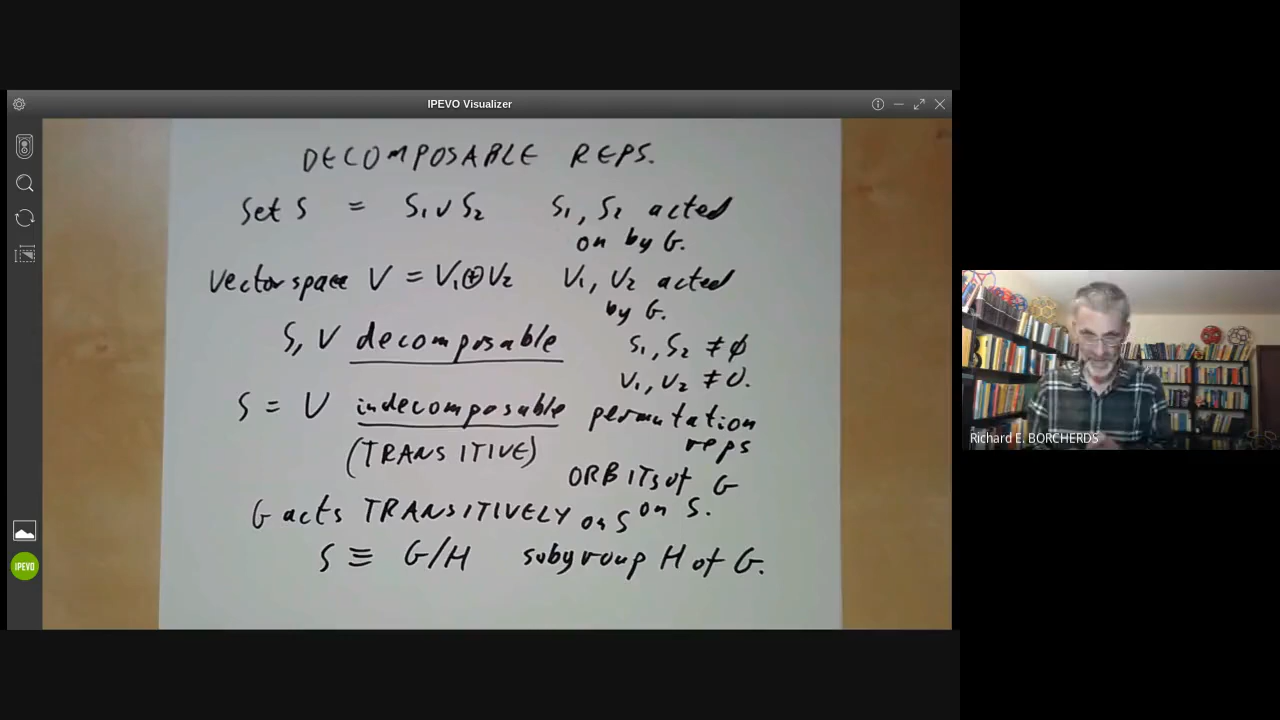 IPEVO Visualizer
DECOMPOSABLE REPS.
Set S = S₁ ∪ S₂ S₁, S₂ acted
on by G.
Vector space V = V₁⊕V₂ V₁, V₂ acted
by G.
S, V decomposable S₁, S₂ ≠ ∅
V₁, V₂ ≠ 0.
S = ∪ indecomposable permutation
reps
(TRANSITIVE)
ORBITS of G
on S.
G acts TRANSITIVELY on S
S ≡ G/H subgroup H of G.
IPEVO
Richard E. BORCHERDS